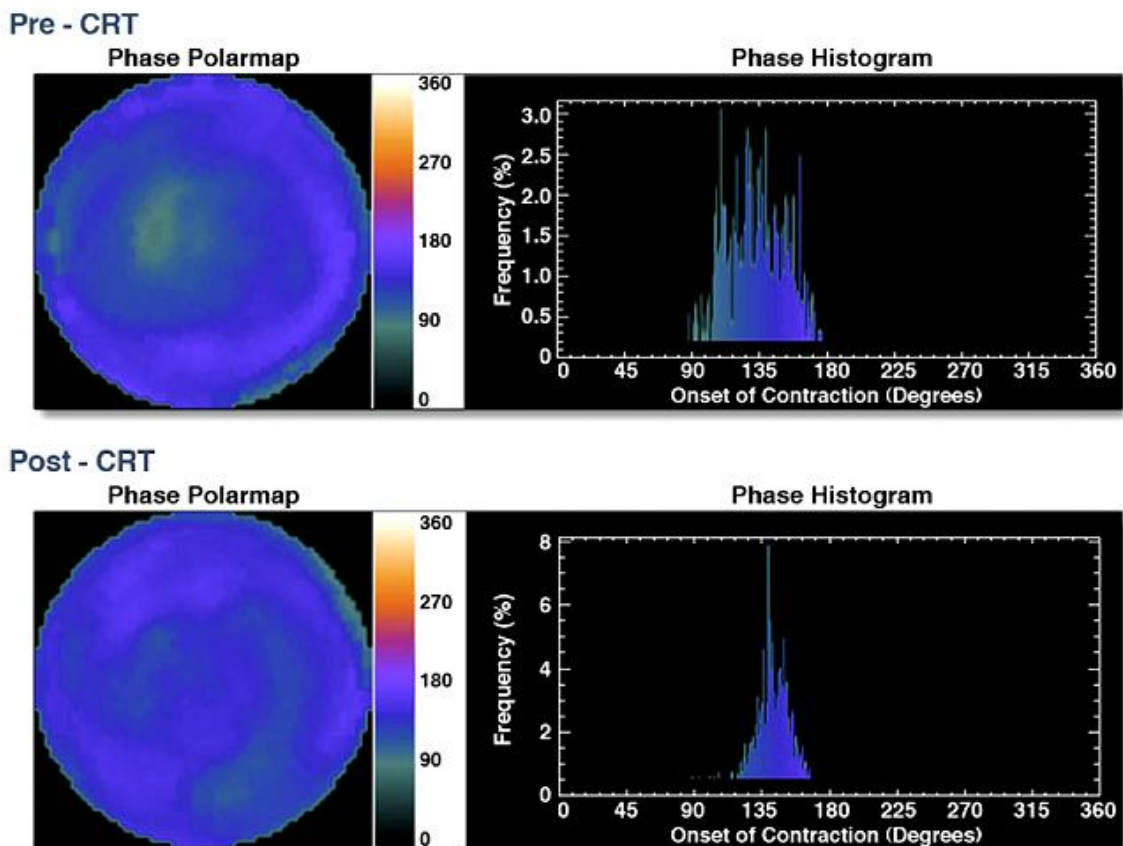 Pre - CRT
Phase Polarmap
360
270
180
90
0
Phase Histogram
Frequency (%)
3.0
2.5
2.0
1.5
1.0
0.5
0
0 45 90 135 180 225 270 315 360
Onset of Contraction (Degrees)
Post - CRT
Phase Polarmap
360
270
180
90
0
Phase Histogram
Frequency (%)
8
6
4
2
0
0 45 90 135 180 225 270 315 360
Onset of Contraction (Degrees)